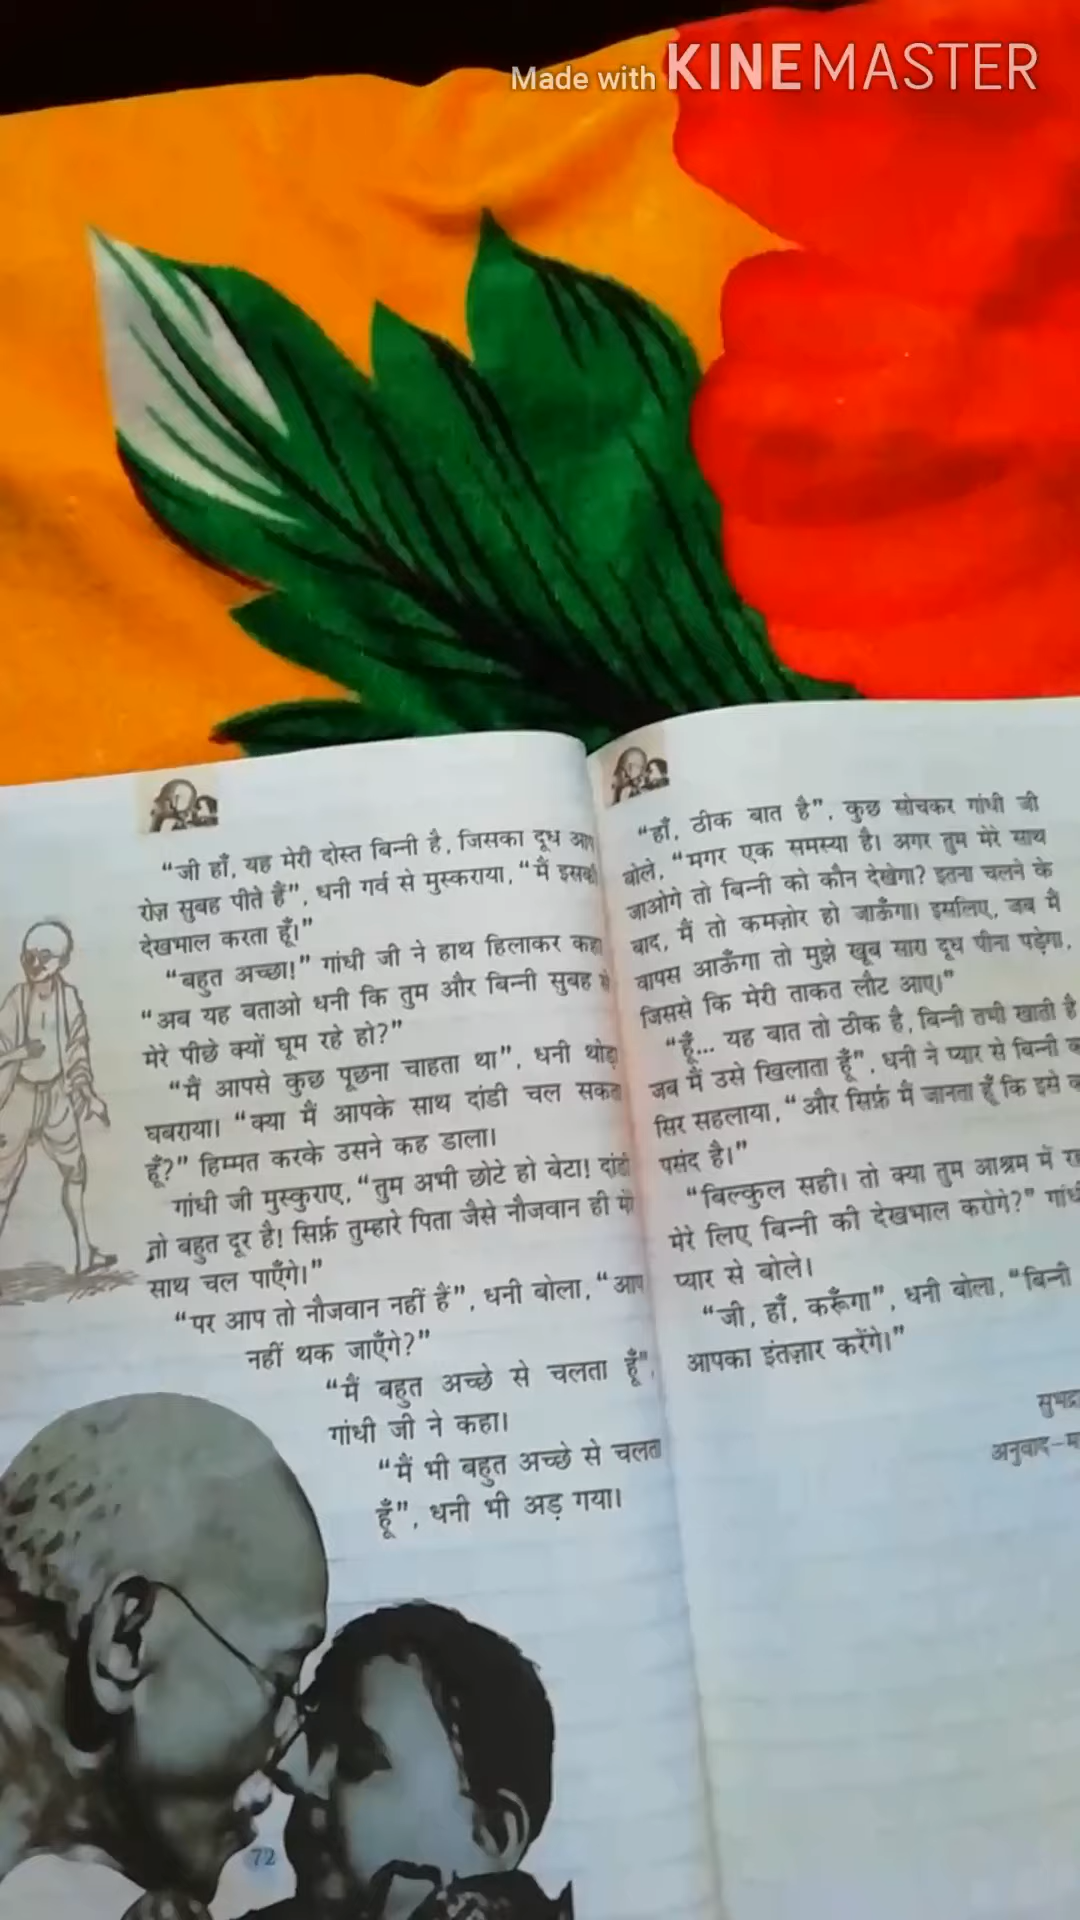 Made with KINEMASTER
“जी हाँ, यह मेरी दोस्त बिन्नी है, जिसका दूध आप
रोज़ सुबह पीते हैं”, धनी गर्व से मुस्कराया, “मैं इसकी
देखभाल करता हूँ।”
“बहुत अच्छा!” गांधी जी ने हाथ हिलाकर कहा
“अब यह बताओ धनी कि तुम और बिन्नी सुबह से
मेरे पीछे क्यों घूम रहे हो?”
“मैं आपसे कुछ पूछना चाहता था”, धनी थोड़ा
घबराया। “क्या मैं आपके साथ दांडी चल सकता
हूँ?” हिम्मत करके उसने कह डाला।
गांधी जी मुस्कुराए, “तुम अभी छोटे हो बेटा! दांडी
तो बहुत दूर है! सिर्फ़ तुम्हारे पिता जैसे नौजवान ही मे
साथ चल पाएँगे।”
“पर आप तो नौजवान नहीं हैं”, धनी बोला, “आप
नहीं थक जाएँगे?”
“मैं बहुत अच्छे से चलता हूँ”,
गांधी जी ने कहा।
“मैं भी बहुत अच्छे से चलता
हूँ”, धनी भी अड़ गया।
72
“हाँ, ठीक बात है”, कुछ सोचकर गांधी जी
बोले, “मगर एक समस्या है। अगर तुम मेरे साथ
जाओगे तो बिन्नी को कौन देखेगा? इतना चलने के
बाद, मैं तो कमज़ोर हो जाऊँगा। इसलिए, जब मैं
वापस आऊँगा तो मुझे खूब सारा दूध पीना पड़ेगा,
जिससे कि मेरी ताकत लौट आए।”
“हूँ... यह बात तो ठीक है, बिन्नी तभी खाती है
जब मैं उसे खिलाता हूँ”, धनी ने प्यार से बिन्नी
सिर सहलाया, “और सिर्फ़ मैं जानता हूँ कि इसे
पसंद है।”
“बिल्कुल सही। तो क्या तुम आश्रम में
मेरे लिए बिन्नी की देखभाल करोगे?” गांधी
प्यार से बोले।
“जी, हाँ, करूँगा”, धनी बोला, “बिन्नी
आपका इंतज़ार करेंगे।”
सुभद्रा
अनुवाद-म